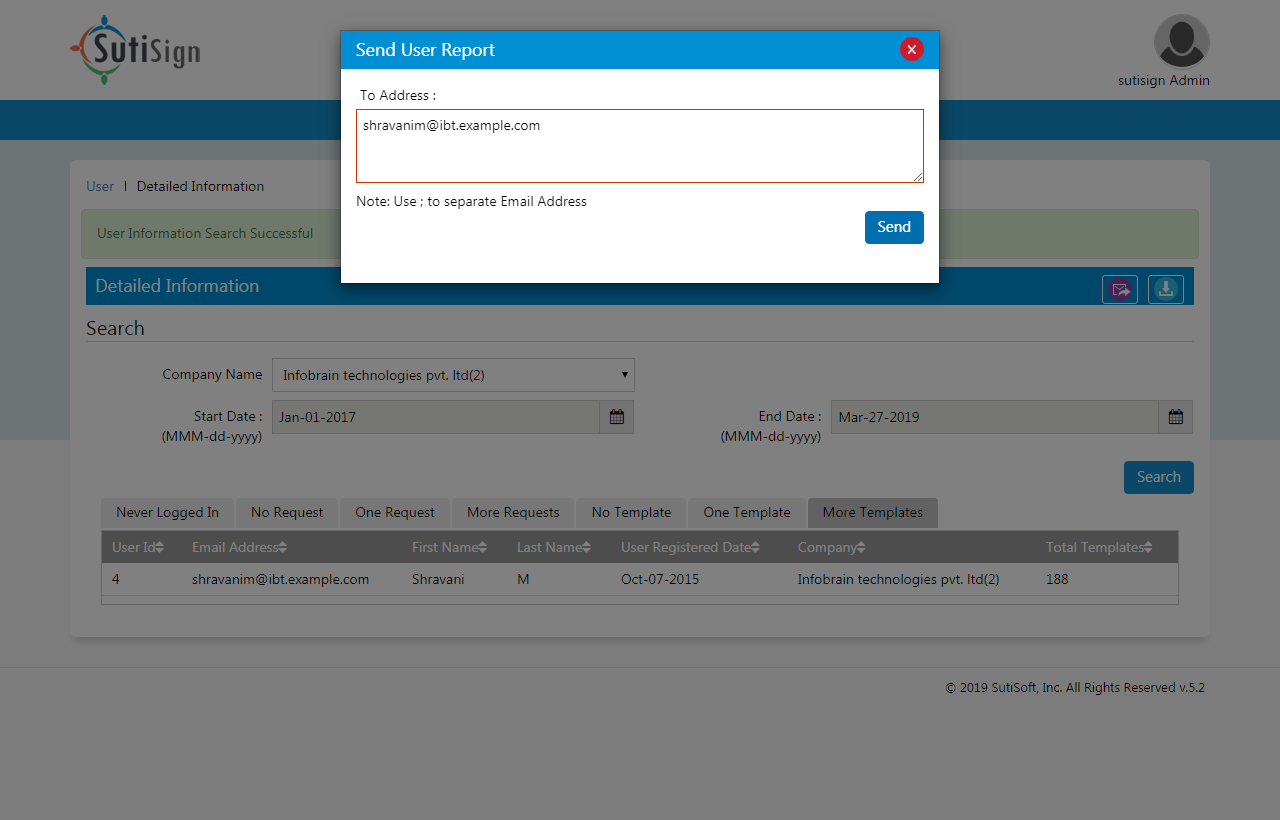 SutiSign
Send User Report
sutisign Admin
To Address :
shravanim@ibt.example.com
Note: Use ; to separate Email Address
Send
User | Detailed Information
User Information Search Successful
Detailed Information
Search
Company Name Infobrain technologies pvt. ltd(2)
Start Date : Jan-01-2017 End Date : Mar-27-2019
(MMM-dd-yyyy) (MMM-dd-yyyy)
Search
Never Logged In No Request One Request More Requests No Template One Template More Templates
User Id Email Address First Name Last Name User Registered Date Company Total Templates
4 shravanim@ibt.example.com Shravani M Oct-07-2015 Infobrain technologies pvt. ltd(2) 188
© 2019 SutiSoft, Inc. All Rights Reserved v.5.2